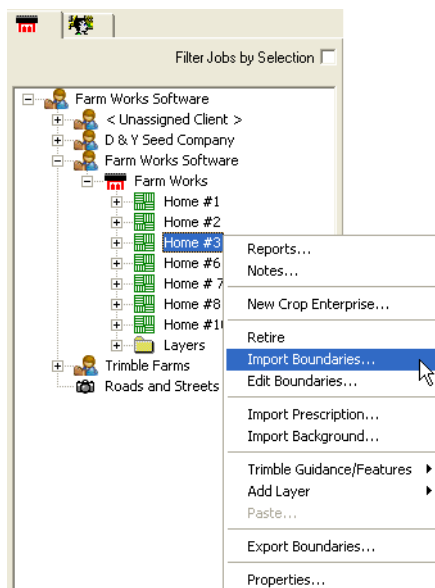 Filter Jobs by Selection
Farm Works Software
< Unassigned Client >
D & Y Seed Company
Farm Works Software
Farm Works
Home #1
Home #2
Home #3
Home #6
Home # 7
Home #8
Home #1
Layers
Trimble Farms
Roads and Streets
Reports...
Notes...
New Crop Enterprise...
Retire
Import Boundaries...
Edit Boundaries...
Import Prescription...
Import Background...
Trimble Guidance/Features
Add Layer
Paste...
Export Boundaries...
Properties...